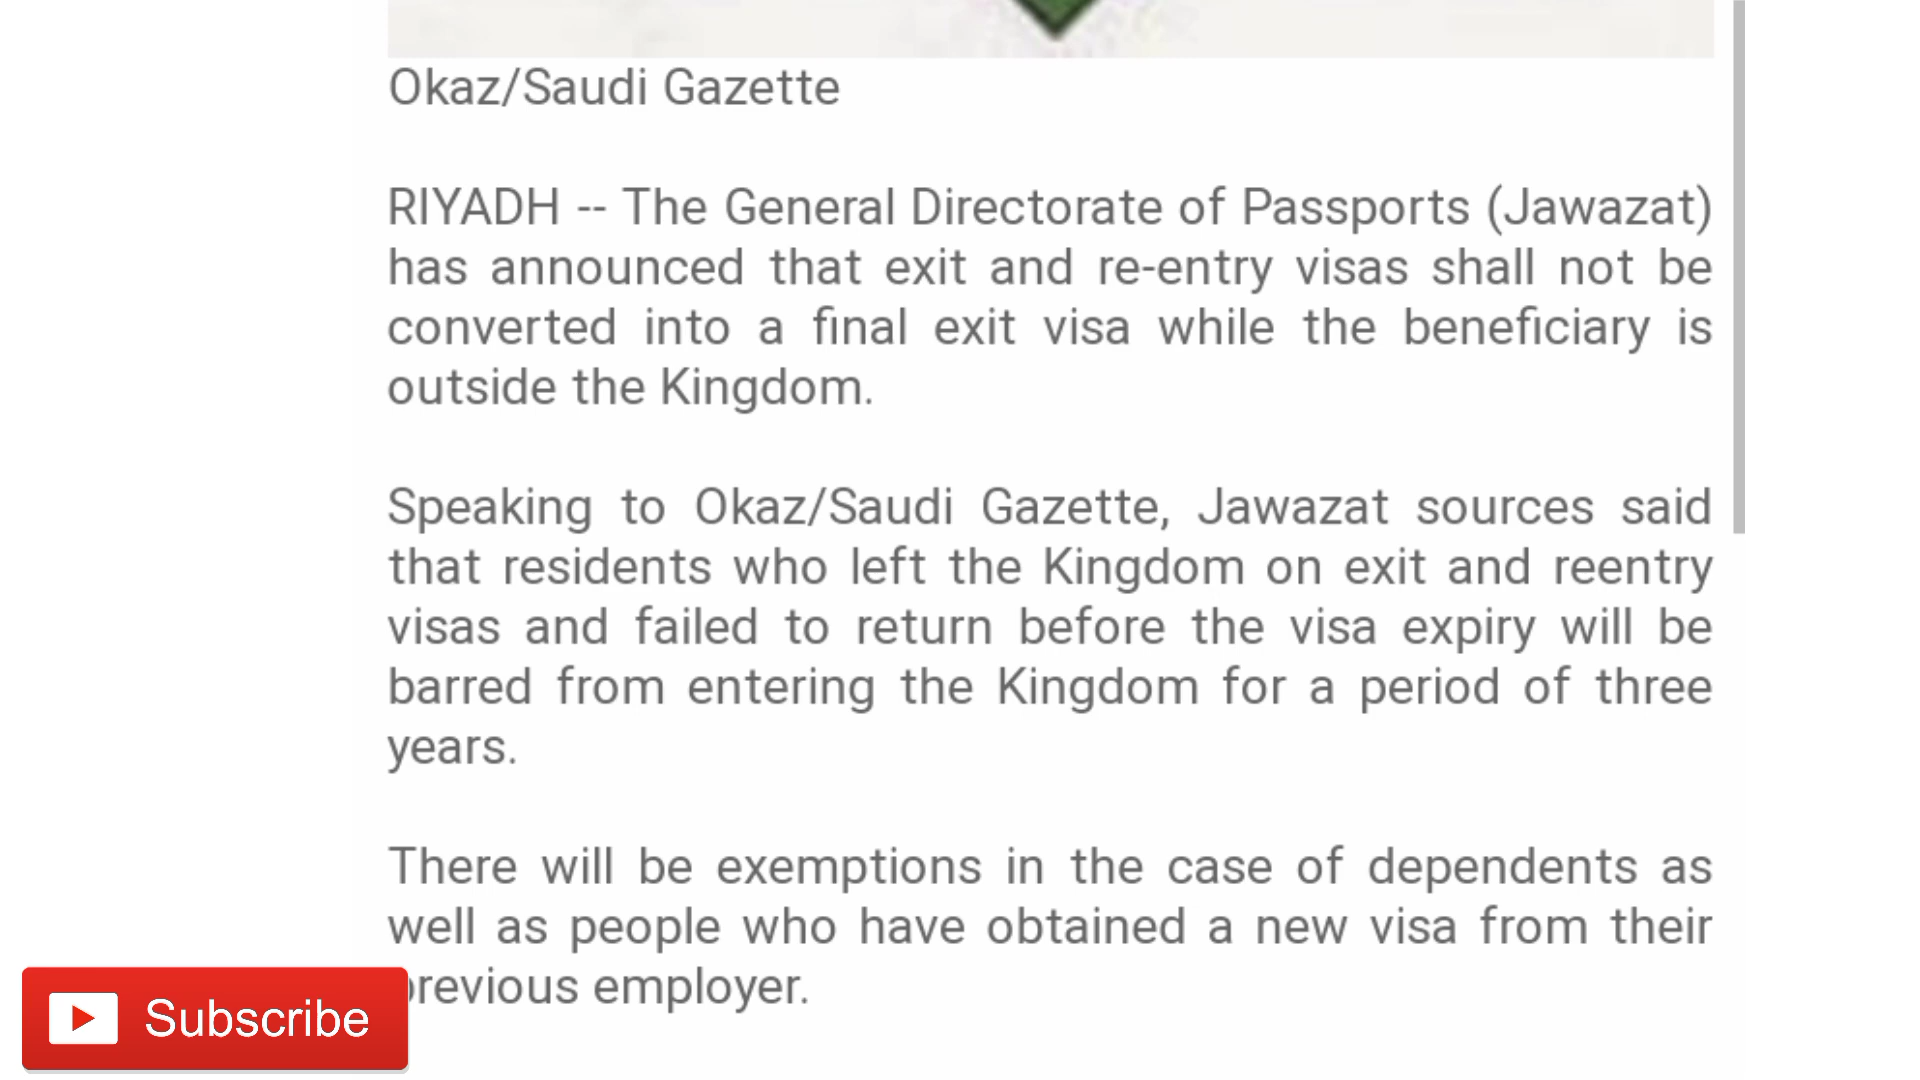 Okaz/Saudi Gazette
RIYADH -- The General Directorate of Passports (Jawazat)
has announced that exit and re-entry visas shall not be
converted into a final exit visa while the beneficiary is
outside the Kingdom.
Speaking to Okaz/Saudi Gazette, Jawazat sources said
that residents who left the Kingdom on exit and reentry
visas and failed to return before the visa expiry will be
barred from entering the Kingdom for a period of three
years.
There will be exemptions in the case of dependents as
well as people who have obtained a new visa from their
previous employer.
Subscribe